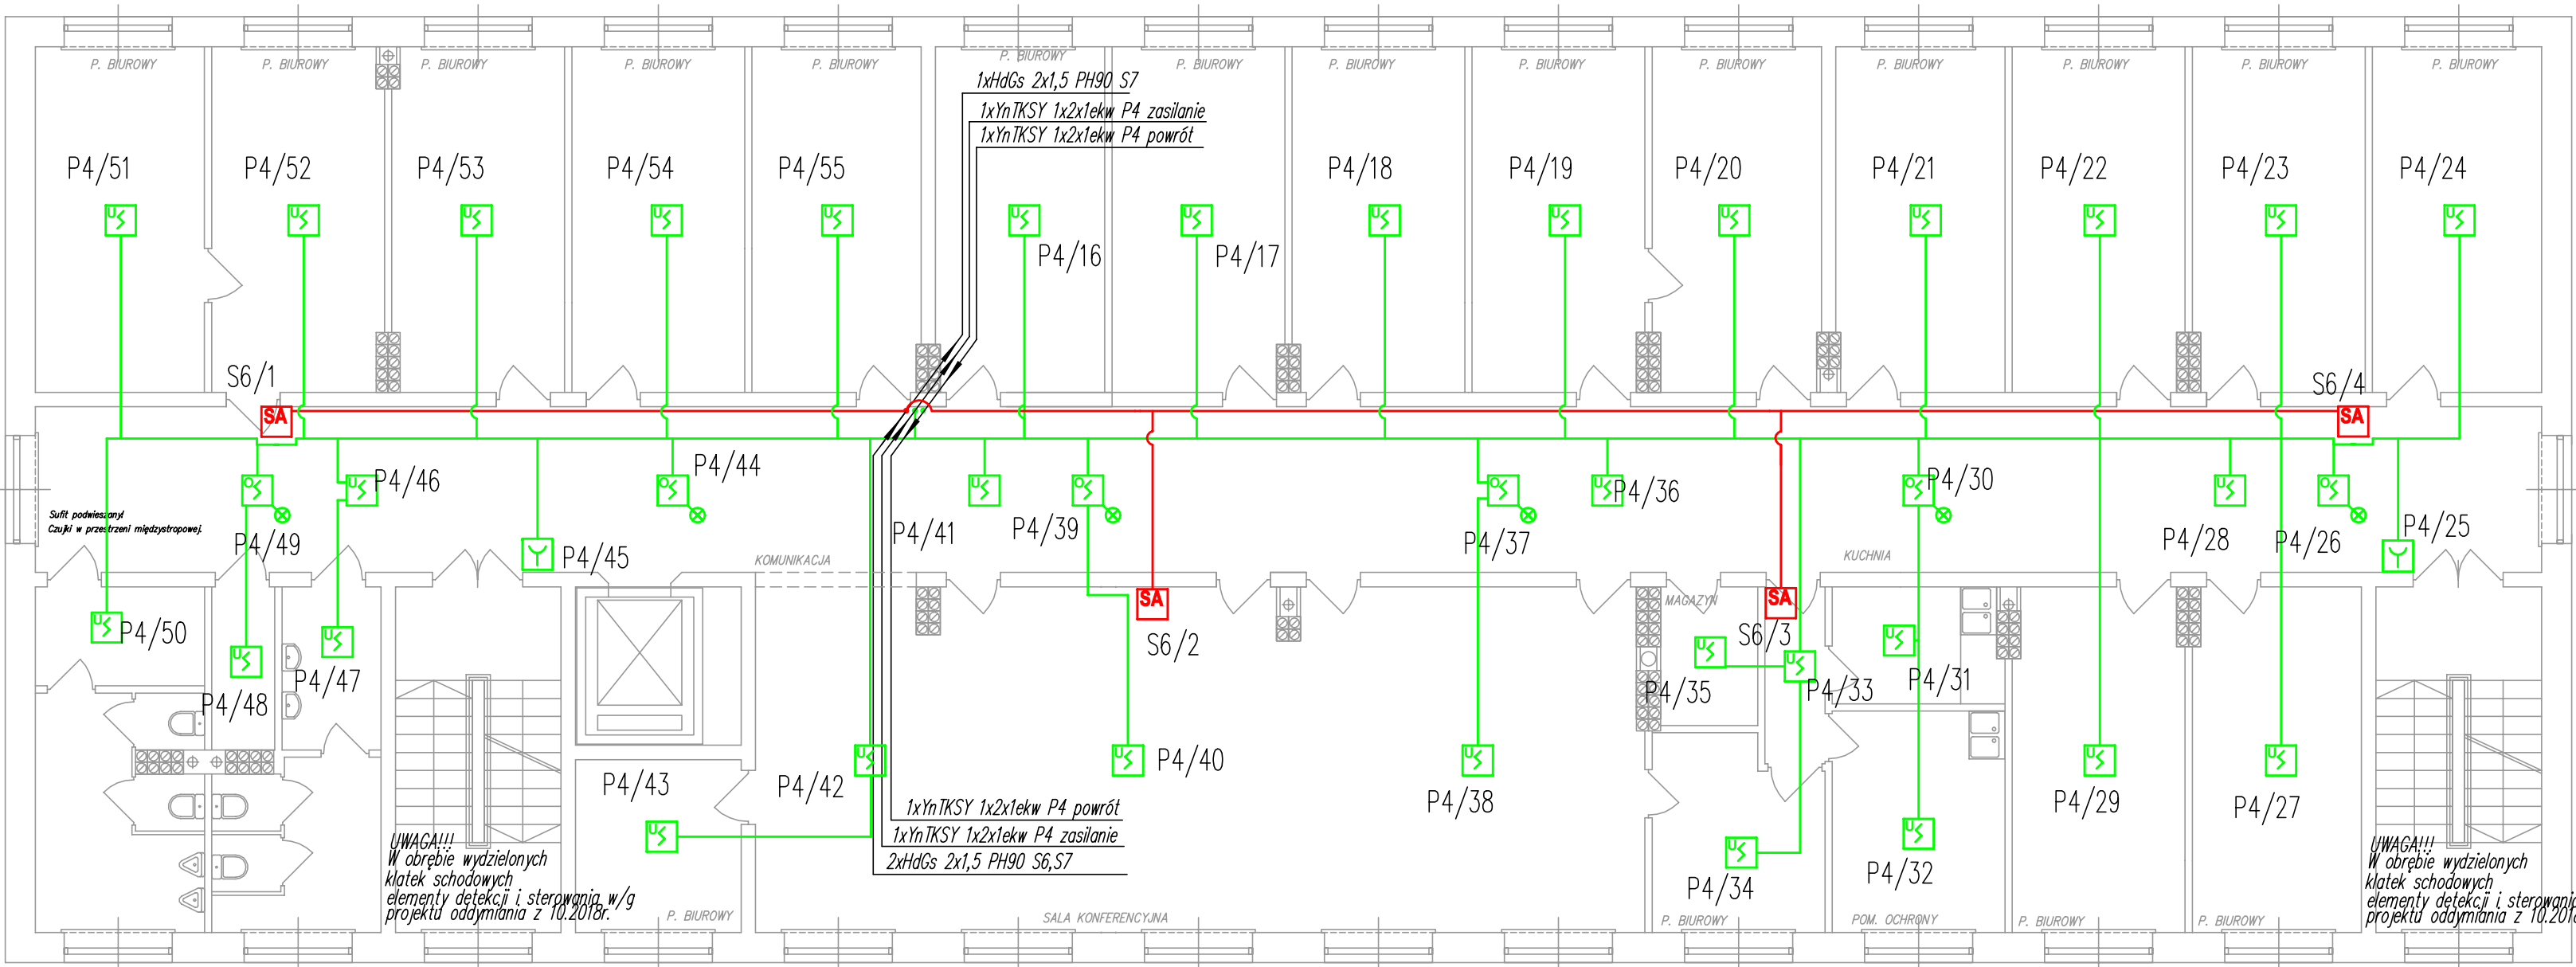 P. BIUROWY
P. BIUROWY
P. BIUROWY
P. BIUROWY
P. BIUROWY
P. BIUROWY
P. BIUROWY
P. BIUROWY
P. BIUROWY
P. BIUROWY
P. BIUROWY
P. BIUROWY
P. BIUROWY
P. BIUROWY
1xHdGs 2x1,5 PH90 S7
1xYnTKSY 1x2x1ekw P4 zasilanie
1xYnTKSY 1x2x1ekw P4 powrót
P4/51
P4/52
P4/53
P4/54
P4/55
P4/18
P4/19
P4/20
P4/21
P4/22
P4/23
P4/24
U
U
U
U
U
U
U
U
U
U
U
U
U
U
P4/16
P4/17
S6/1
SA
S6/4
SA
O
U
P4/46
O
P4/44
U
O
O
U
P4/36
O
P4/30
U
O
Sufit podwieszany!
Czujki w przestrzeni międzystropowej.
P4/49
P4/45
KOMUNIKACJA
P4/41
P4/39
P4/37
KUCHNIA
P4/28
P4/26
P4/25
U
P4/50
U
P4/48
U
P4/47
SA
S6/2
MAGAZYN
SA
S6/3
U
P4/35
U
P4/33
U
P4/31
P4/43
U
P4/42
U
U
P4/40
U
P4/38
U
P4/29
U
P4/27
1xYnTKSY 1x2x1ekw P4 powrót
1xYnTKSY 1x2x1ekw P4 zasilanie
2xHdGs 2x1,5 PH90 S6,S7
U
P4/34
U
P4/32
UWAGA!!!
W obrębie wydzielonych
klatek schodowych
elementy detekcji i sterowania w/g
projektu oddymiania z 10.2018r.
UWAGA!!!
W obrębie wydzielonych
klatek schodowych
elementy detekcji i sterowania
projektu oddymiania z 10.2018
P. BIUROWY
SALA KONFERENCYJNA
P. BIUROWY
POM. OCHRONY
P. BIUROWY
P. BIUROWY